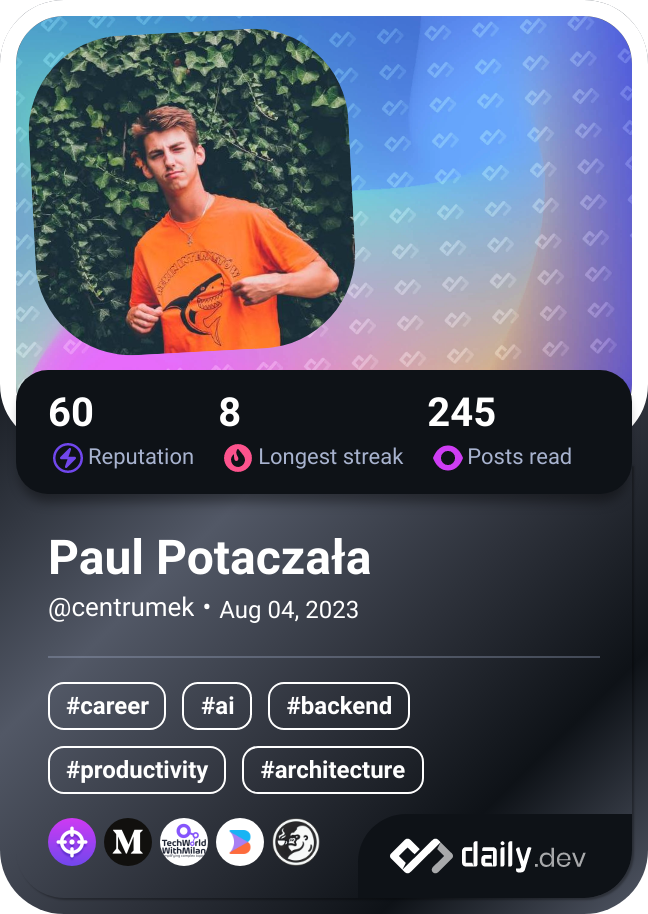 60
8
245
Reputation
Longest streak
Posts read
Paul Potaczała
@centrumek • Aug 04, 2023
#career
#ai
#backend
#productivity
#architecture
M
TechWorld
WithMilan
daily.dev